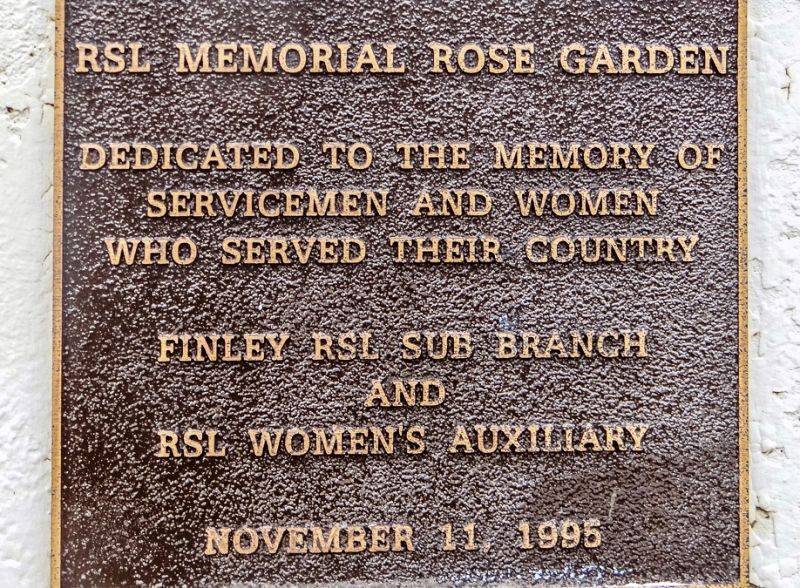 RSL MEMORIAL ROSE GARDEN
DEDICATED TO THE MEMORY OF
SERVICEMEN AND WOMEN
WHO SERVED THEIR COUNTRY
FINLEY RSL SUB BRANCH
AND
RSL WOMEN'S AUXILIARY
NOVEMBER 11, 1995